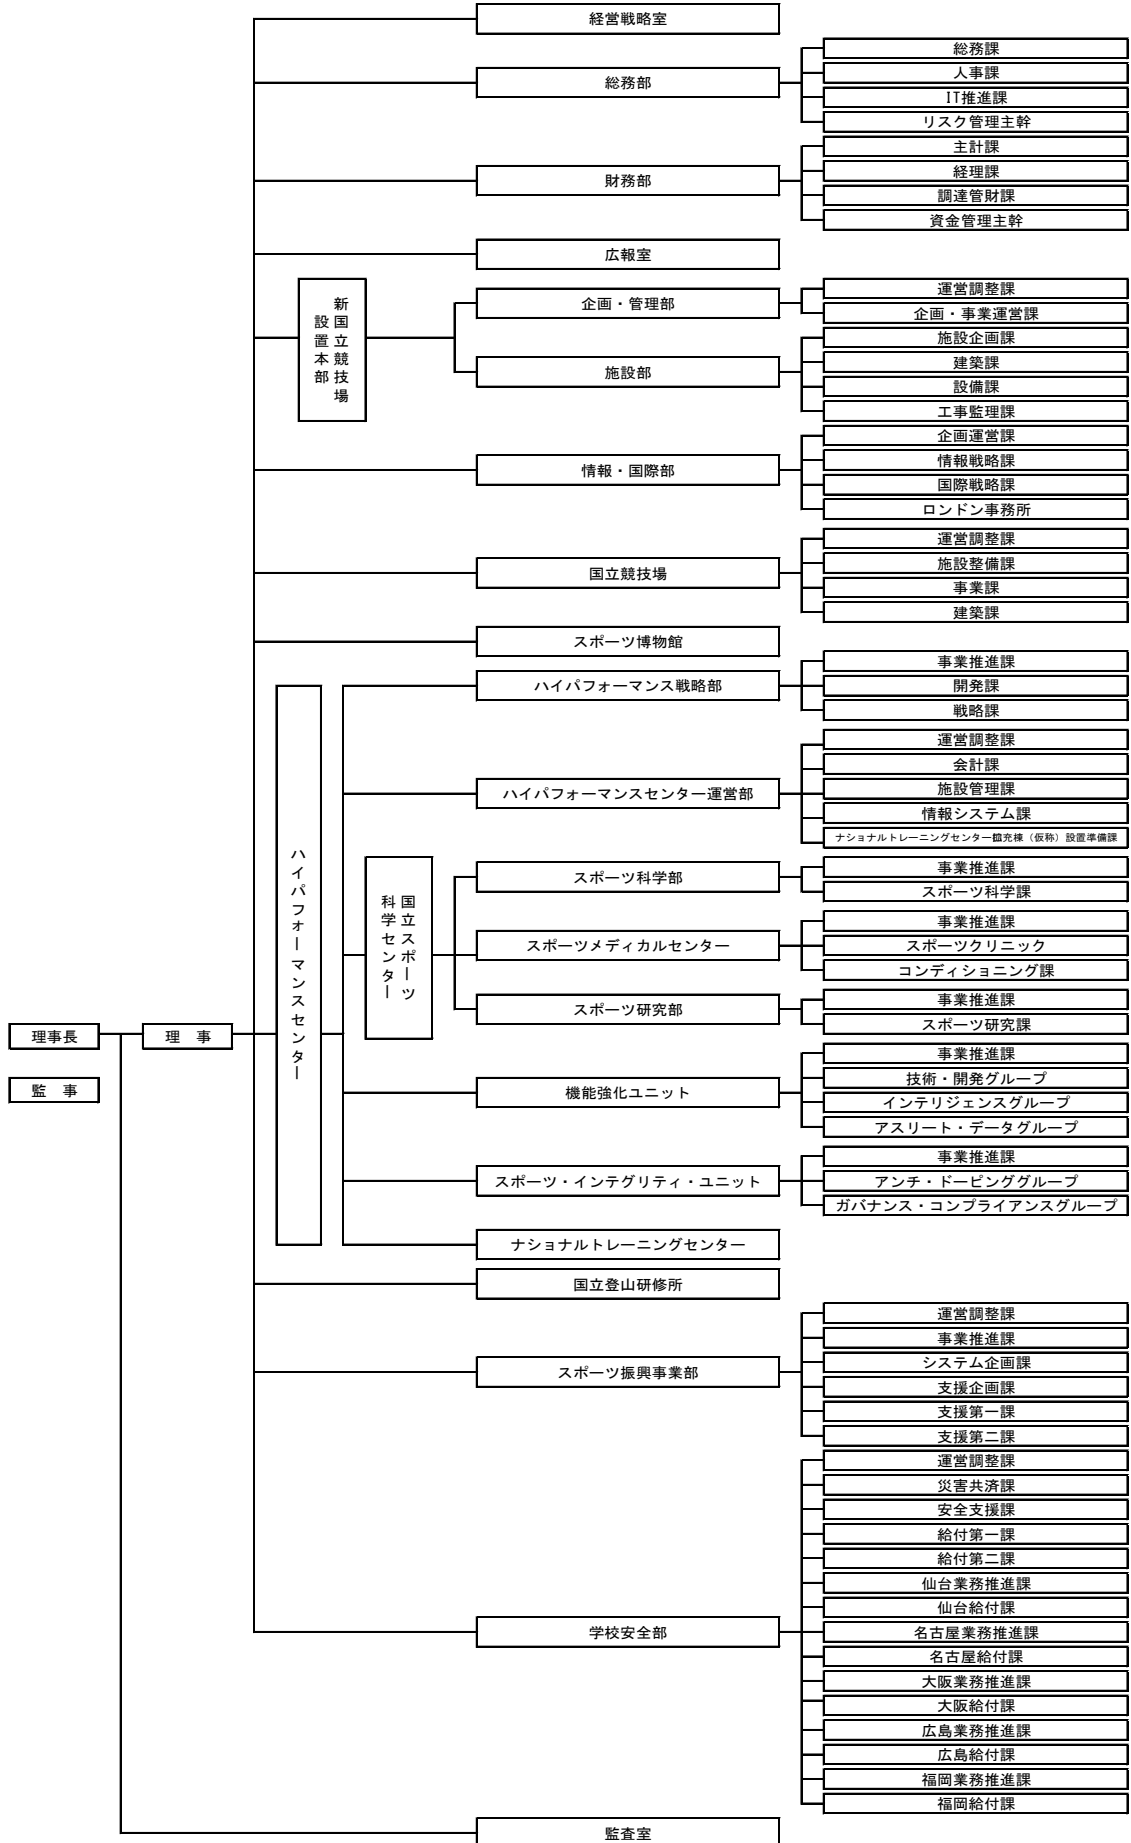 経営戦略室
総務部
総務課
人事課
IT推進課
リスク管理主幹
財務部
主計課
経理課
調達管財課
資金管理主幹
広報室
新国立競技場
設置本部
企画・管理部
運営調整課
企画・事業運営課
施設部
施設企画課
建築課
設備課
工事監理課
情報・国際部
企画運営課
情報戦略課
国際戦略課
ロンドン事務所
国立競技場
運営調整課
施設整備課
事業課
建築課
スポーツ博物館
ハイパフォーマンスセンター
ハイパフォーマンス戦略部
事業推進課
開発課
戦略課
ハイパフォーマンスセンター運営部
運営調整課
会計課
施設管理課
情報システム課
ナショナルトレーニングセンター拡充棟（仮称）設置準備課
国立スポーツ
科学センター
スポーツ科学部
事業推進課
スポーツ科学課
スポーツメディカルセンター
事業推進課
スポーツクリニック
コンディショニング課
スポーツ研究部
事業推進課
スポーツ研究課
理事長
理　事
監　事
機能強化ユニット
事業推進課
技術・開発グループ
インテリジェンスグループ
アスリート・データグループ
スポーツ・インテグリティ・ユニット
事業推進課
アンチ・ドーピンググループ
ガバナンス・コンプライアンスグループ
ナショナルトレーニングセンター
国立登山研修所
スポーツ振興事業部
運営調整課
事業推進課
システム企画課
支援企画課
支援第一課
支援第二課
学校安全部
運営調整課
災害共済課
安全支援課
給付第一課
給付第二課
仙台業務推進課
仙台給付課
名古屋業務推進課
名古屋給付課
大阪業務推進課
大阪給付課
広島業務推進課
広島給付課
福岡業務推進課
福岡給付課
監査室